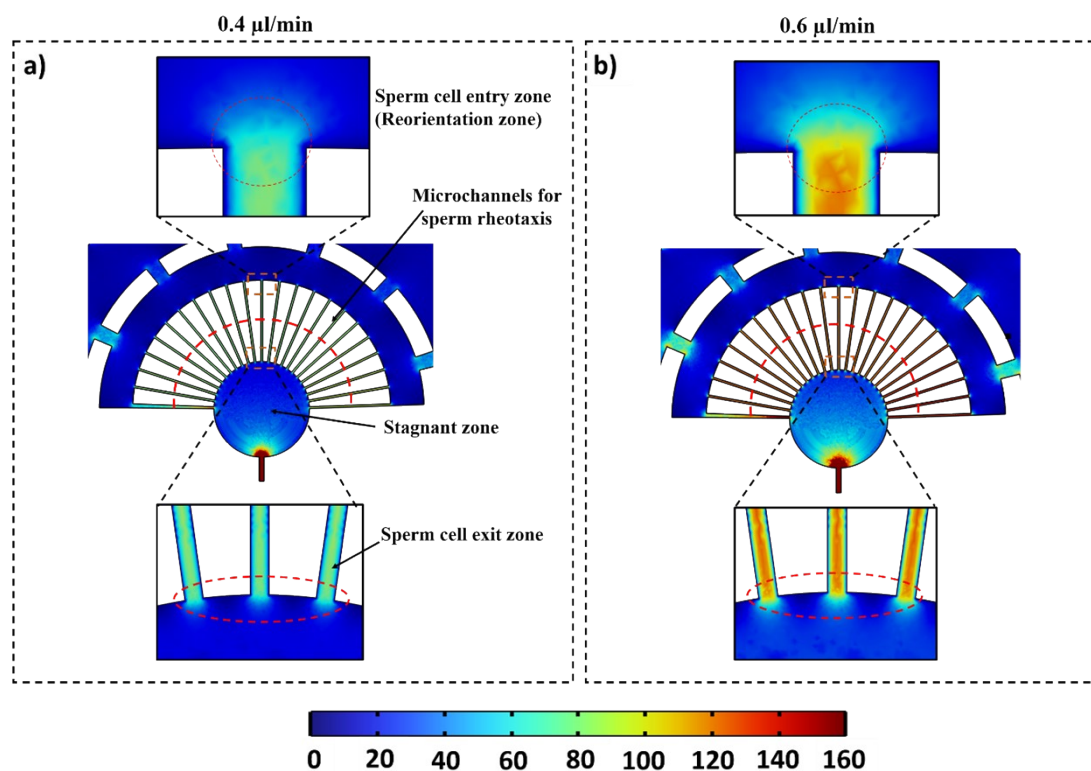 0.4 µl/min
0.6 µl/min
a)
Sperm cell entry zone
(Reorientation zone)
Microchannels for
sperm rheotaxis
Stagnant zone
Sperm cell exit zone
b)
0 20 40 60 80 100 120 140 160